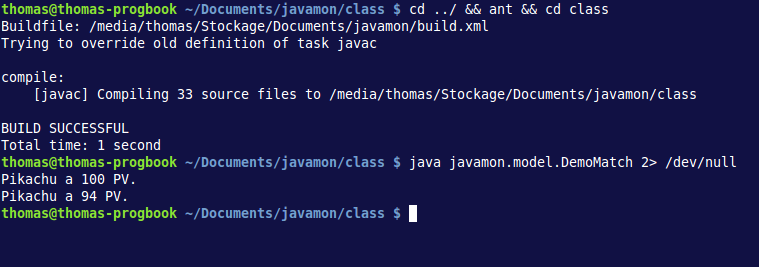 thomas@thomas-progbook ~/Documents/javamon/class $ cd ../ && ant && cd class
Buildfile: /media/thomas/Stockage/Documents/javamon/build.xml
Trying to override old definition of task javac
compile:
    [javac] Compiling 33 source files to /media/thomas/Stockage/Documents/javamon/class
BUILD SUCCESSFUL
Total time: 1 second
thomas@thomas-progbook ~/Documents/javamon/class $ java javamon.model.DemoMatch 2> /dev/null
Pikachu a 100 PV.
Pikachu a 94 PV.
thomas@thomas-progbook ~/Documents/javamon/class $